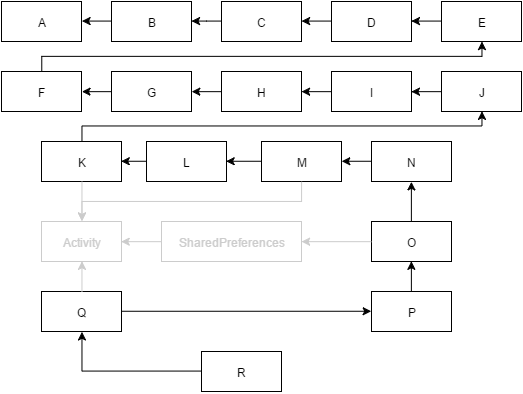 A B C D E
F G H I J
K L M N
Activity SharedPreferences O
Q P
R